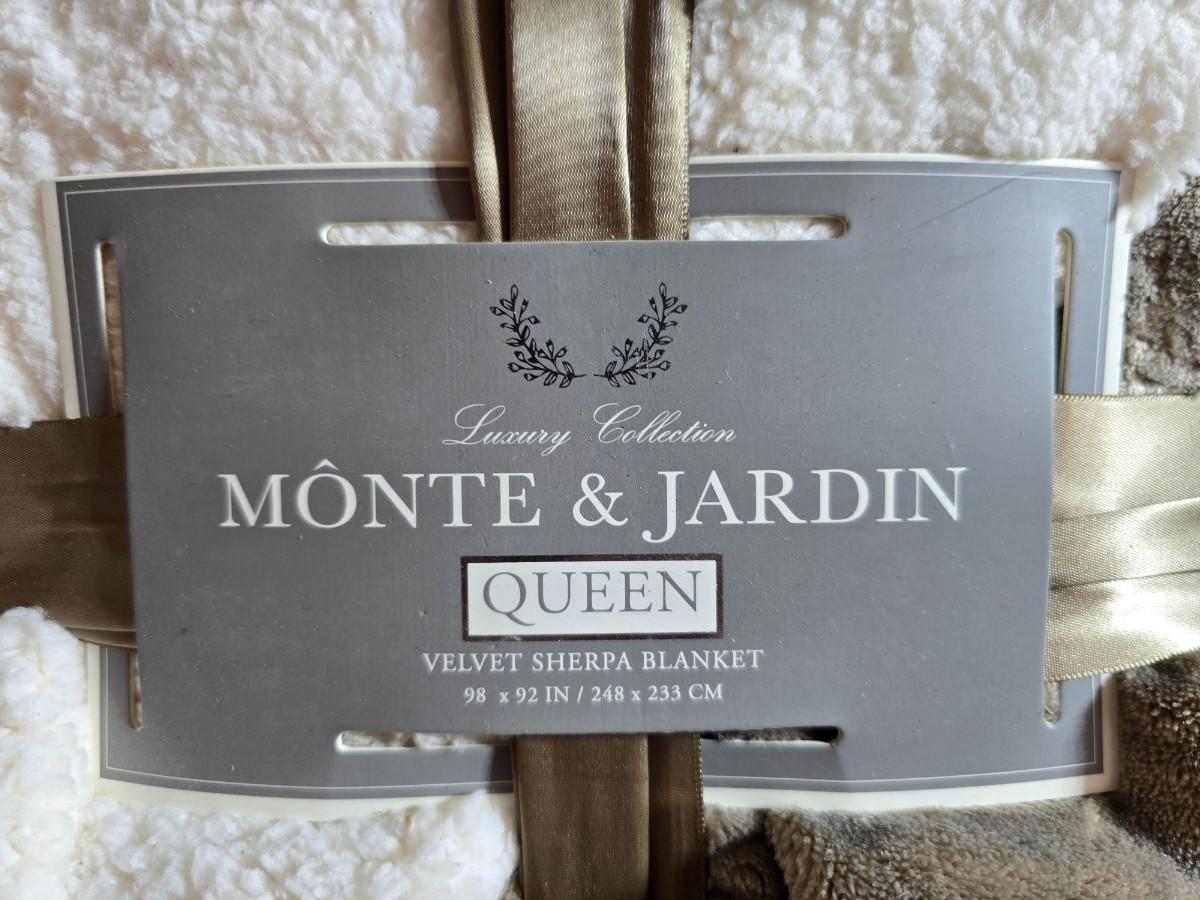 Luxury Collection
MÔNTE & JARDIN
QUEEN
VELVET SHERPA BLANKET
98 x 92 IN / 248 x 233 CM